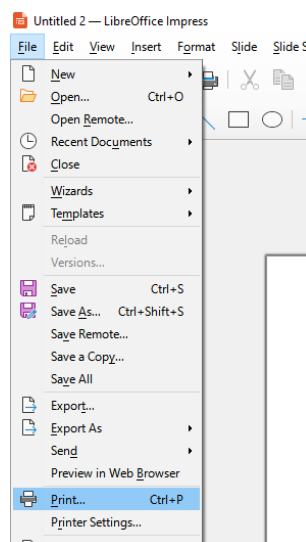 Untitled 2 — LibreOffice Impress
File Edit View Insert Format Slide Slide S
New
Open... Ctrl+O
Open Remote...
Recent Documents
Close
Wizards
Templates
Reload
Versions...
Save Ctrl+S
Save As... Ctrl+Shift+S
Save Remote...
Save a Copy...
Save All
Export...
Export As
Send
Preview in Web Browser
Print... Ctrl+P
Printer Settings...